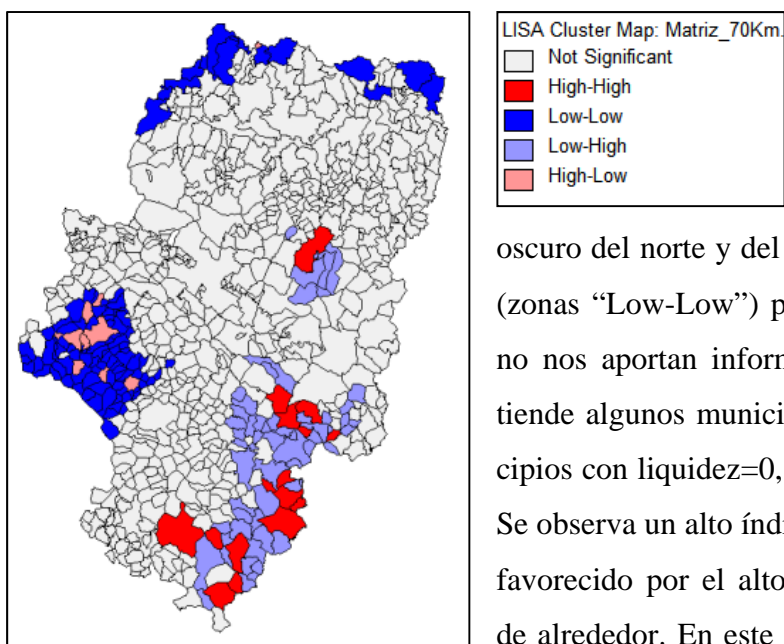 LISA Cluster Map: Matriz_70Km.
Not Significant
High-High
Low-Low
Low-High
High-Low
oscuro del norte y del
(zonas “Low-Low”) p
no nos aportan inform
tiende algunos munici
cipios con liquidez=0,
Se observa un alto índi
favorecido por el alto
de alrededor. En este